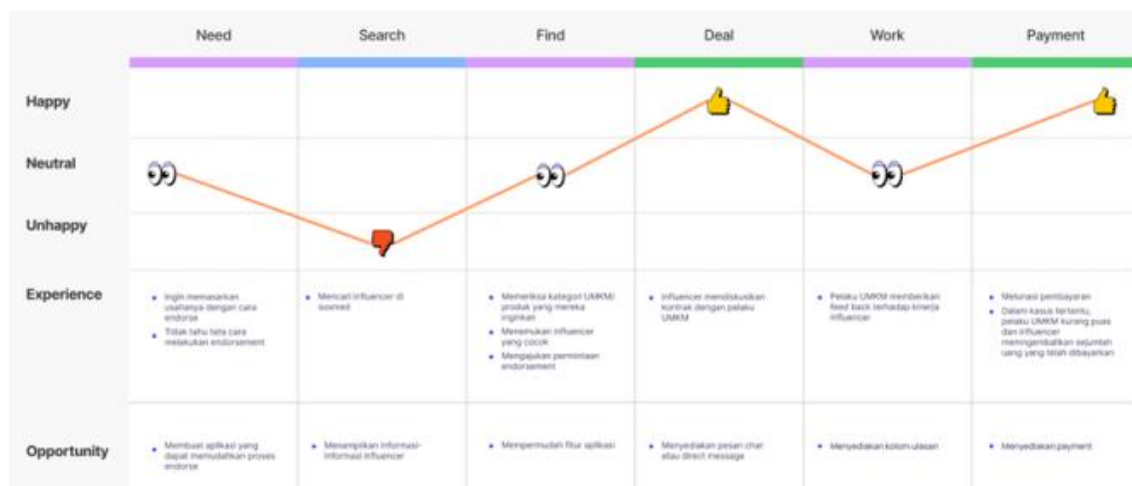 Need
Search
Find
Deal
Work
Payment
Happy
Neutral
Unhappy
Experience
Ingin memasarkan
usahanya dengan cara
endorse
Tidak tahu tata cara
melakukan endorsement
Mencari influencer di
sosmed
Memeriksa kategori UMKM/
produk yang mereka
inginkan
Menemukan influencer
yang cocok
Mengajukan permintaan
endorsement
Influencer mendiskusikan
kontrak dengan pelaku
UMKM
Pelaku UMKM memberikan
feed back terhadap kinerja
influencer
Melunasi pembayaran
Dalam kasus tertentu,
pelaku UMKM kurang puas
dan influencer
mengembalikan sejumlah
uang yang telah dibayarkan
Opportunity
Membuat aplikasi yang
dapat memudahkan proses
endorse
Menampilkan informasi-
informasi influencer
Mempermudah fitur aplikasi
Menyediakan pesan chat
atau direct message
Menyediakan kolom ulasan
Menyediakan payment